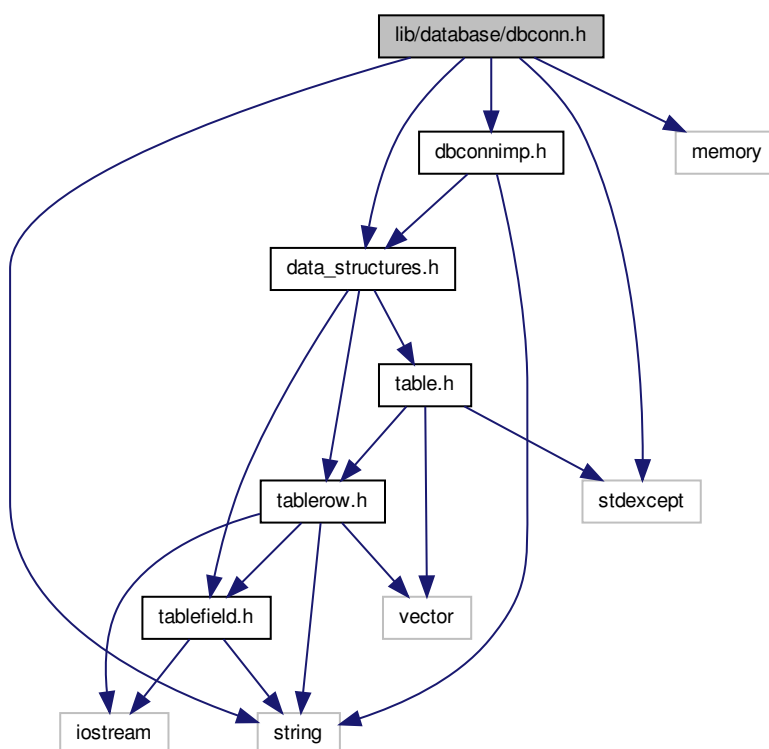 lib/database/dbconn.h
dbconnimp.h
memory
data_structures.h
table.h
tablerow.h
stdexcept
tablefield.h
vector
iostream
string